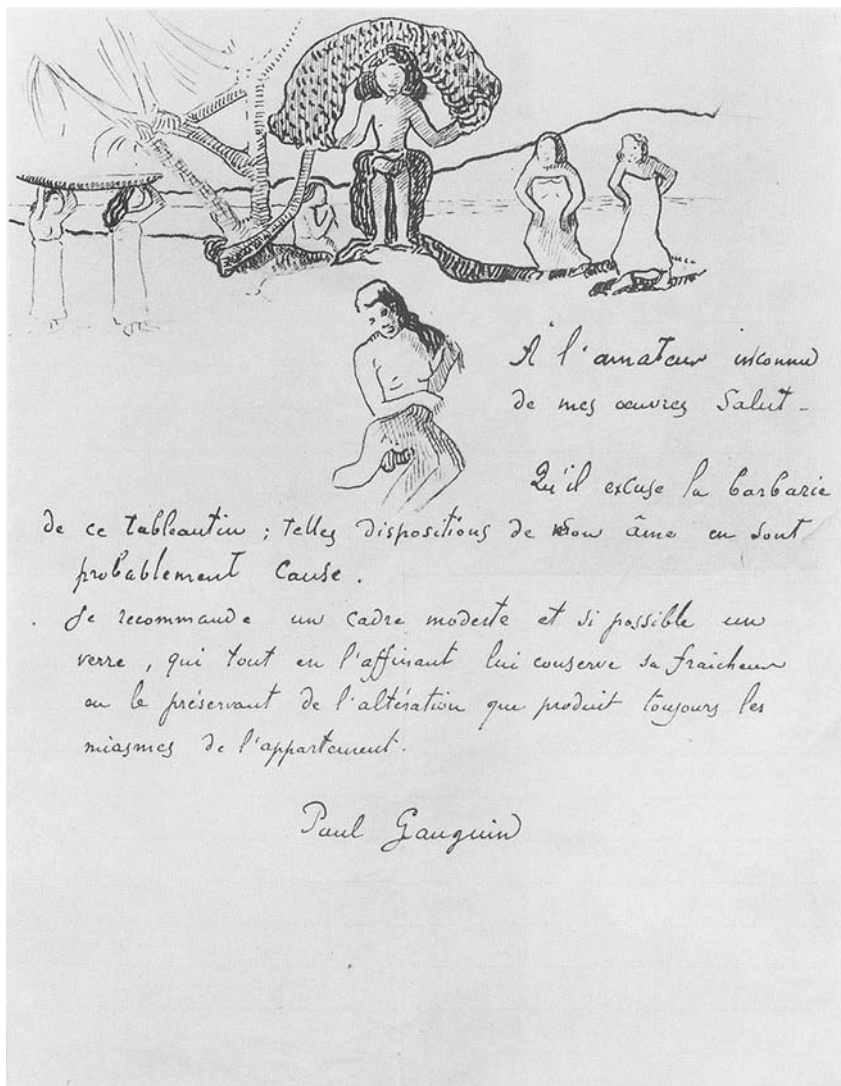 A l'amateur inconnu
de mes œuvres Salut -
Qu'il excuse la barbarie
de ce tableautin ; telles dispositions de mon âme en sont
probablement Cause .
Je recommande un cadre modeste et si possible un
verre , qui tout en l'affinant lui conserve sa fraicheur
en le préservant de l'altération que produit toujours les
miasmes de l'appartement .
Paul Gauguin